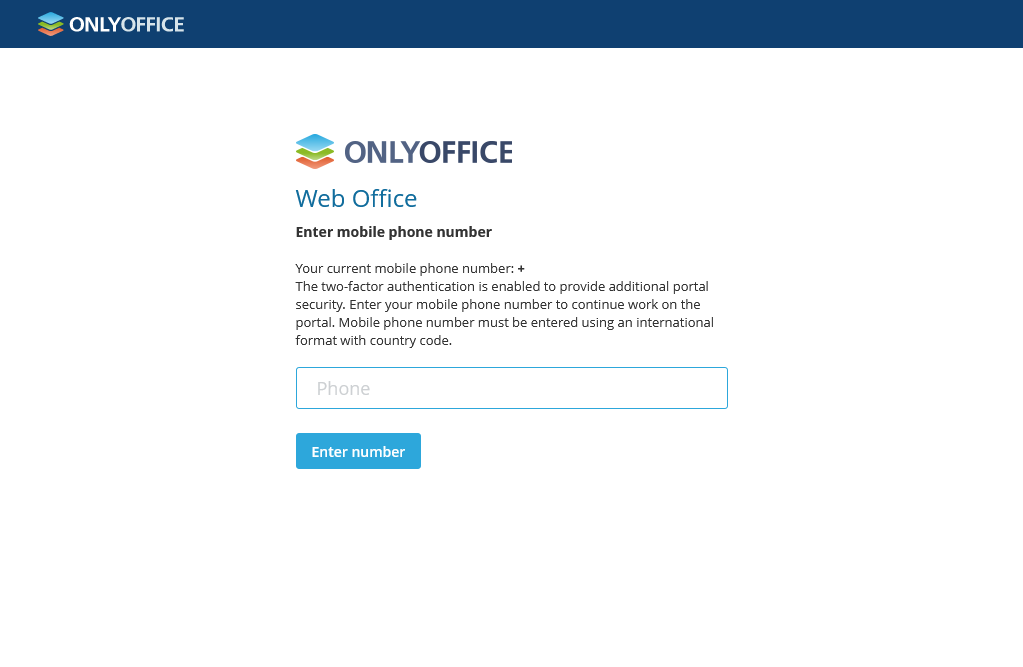 ONLYOFFICE
ONLYOFFICE
Web Office
Enter mobile phone number
Your current mobile phone number: +
The two-factor authentication is enabled to provide additional portal
security. Enter your mobile phone number to continue work on the
portal. Mobile phone number must be entered using an international
format with country code.
Phone
Enter number